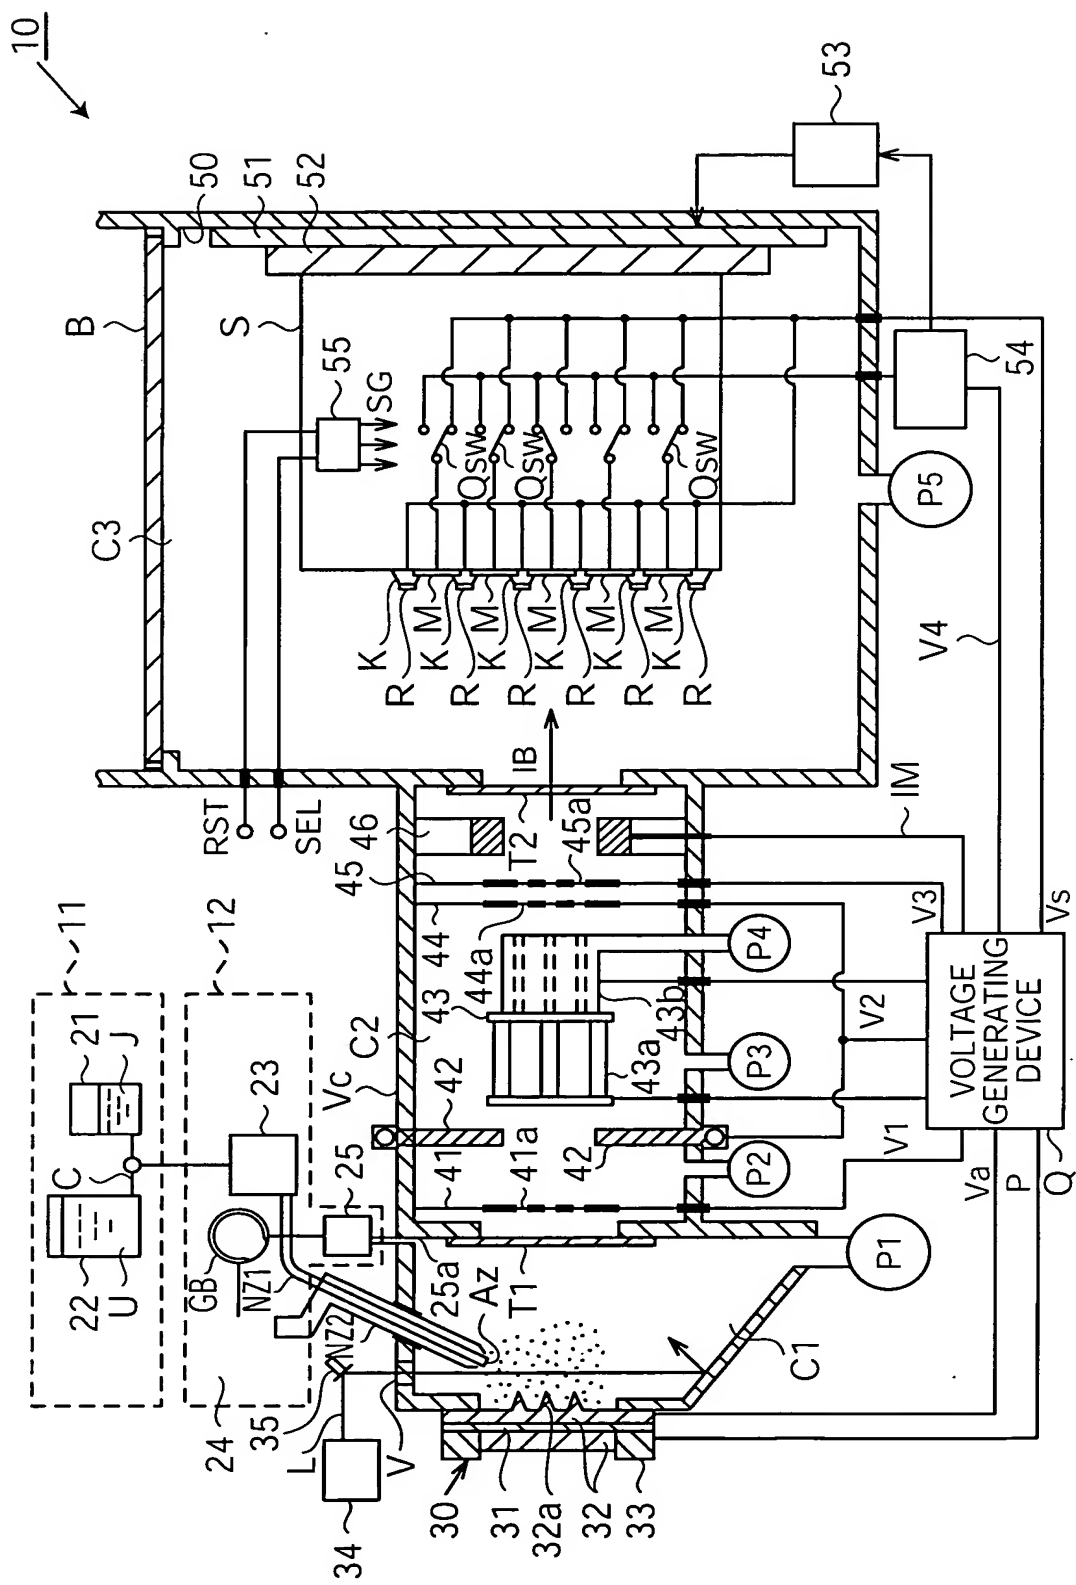 10
11
12
21
J
C
22
U
23
GB
NZ1
NZ2
25
25a
24
35
L
V
34
Az
T1
C1
P1
30
31
32a
32
33
Vc
C2
41
41a
42
42
43
43a
43b
44
44a
45
45a
46
T2
IB
P2
P3
P4
P5
RST
SEL
C3
B
S
50
51
52
53
54
55
SG
QSW
QSW
QSW
K
K
K
K
K
K
R
R
R
R
R
R
M
M
M
M
M
V4
IM
V3
Vs
V2
V1
Va
P
Q
VOLTAGE
GENERATING
DEVICE